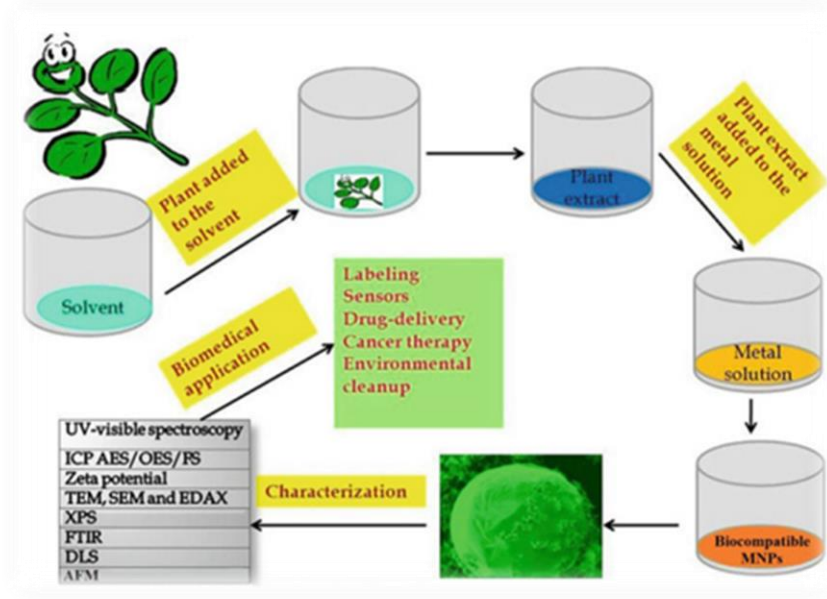 Plant added
to the
solvent
Solvent
Plant
extract
Plant extract
added to the
metal
solution
Metal
solution
Biocompatible
MNPs
Characterization
UV-visible spectroscopy
ICP AES/OES/PS
Zeta potential
TEM, SEM and EDAX
XPS
FTIR
DLS
AFM
Biomedical
application
Labeling
Sensors
Drug-delivery
Cancer therapy
Environmental
cleanup